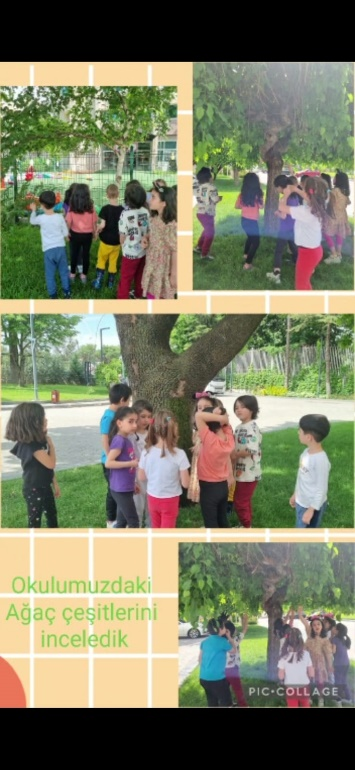 Okulumuzdaki
Ağaç çeşitlerini
inceledik
PIC•COLLAGE